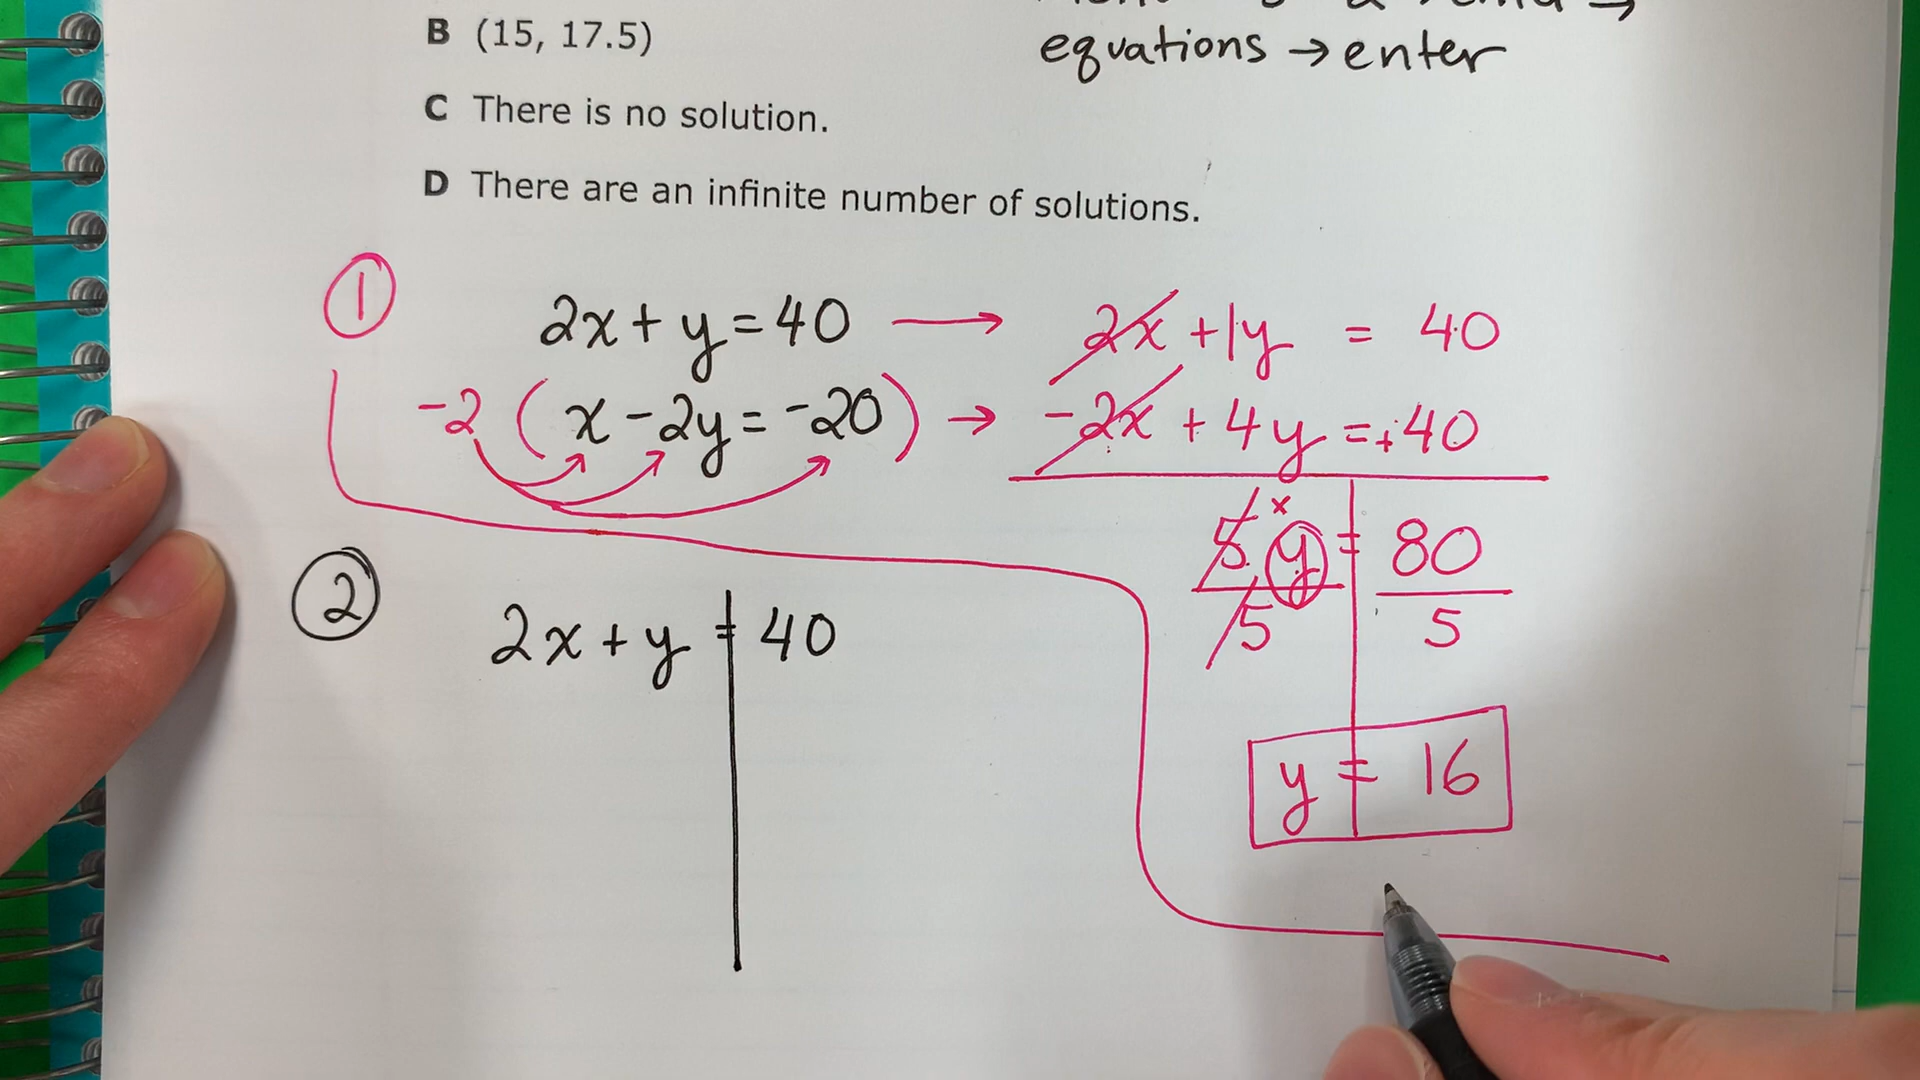 B (15, 17.5)
equations → enter
C There is no solution.
D There are an infinite number of solutions.
① 2x + y = 40 → 2x + 1y = 40
-2 ( x - 2y = -20 ) → -2x + 4y = +40
5 x y = 80
5 5
② 2x + y = 40
y = 16